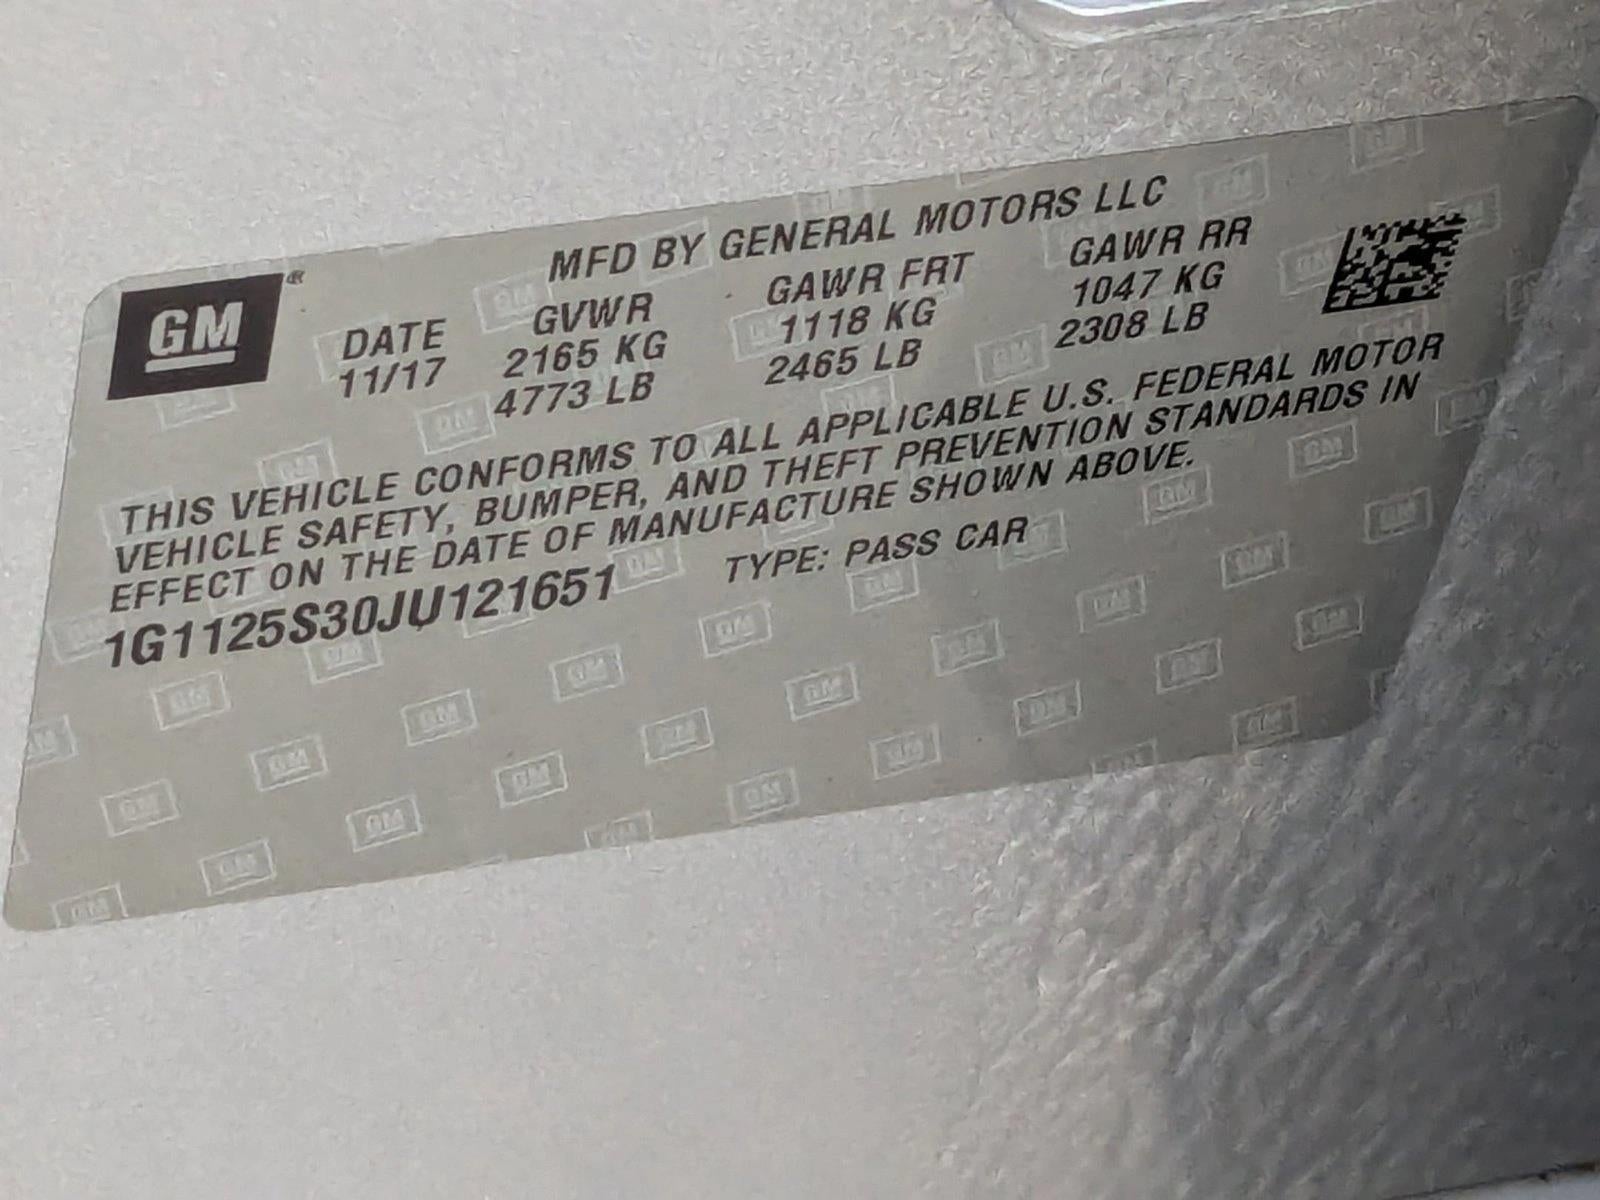 GM®
MFD BY GENERAL MOTORS LLC
DATE GVWR GAWR FRT GAWR RR
11/17 2165 KG 1118 KG 1047 KG
4773 LB 2465 LB 2308 LB
THIS VEHICLE CONFORMS TO ALL APPLICABLE U.S. FEDERAL MOTOR
VEHICLE SAFETY, BUMPER, AND THEFT PREVENTION STANDARDS IN
EFFECT ON THE DATE OF MANUFACTURE SHOWN ABOVE.
1G1125S30JU121651 TYPE: PASS CAR